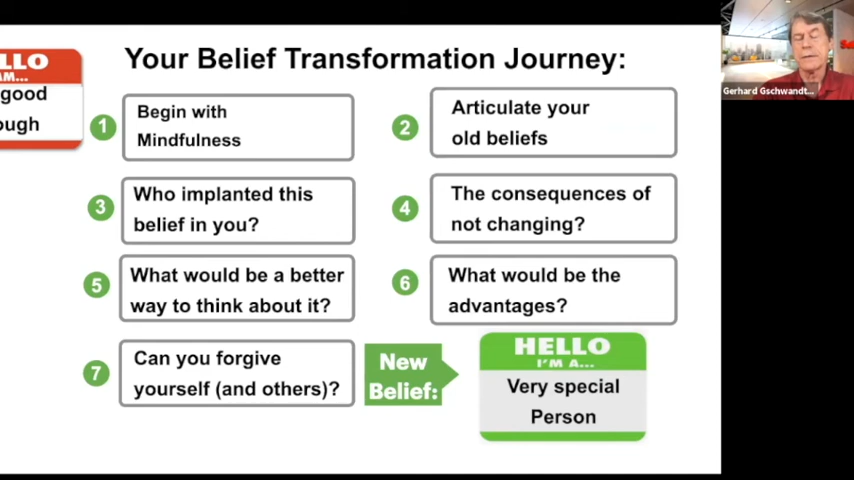 Your Belief Transformation Journey:
LLO
AM...
good
ough
1
Begin with
Mindfulness
2
Articulate your
old beliefs
3
Who implanted this
belief in you?
4
The consequences of
not changing?
5
What would be a better
way to think about it?
6
What would be the
advantages?
7
Can you forgive
yourself (and others)?
New
Belief:
HELLO
I'M A...
Very special
Person
Gerhard Gschwandt...